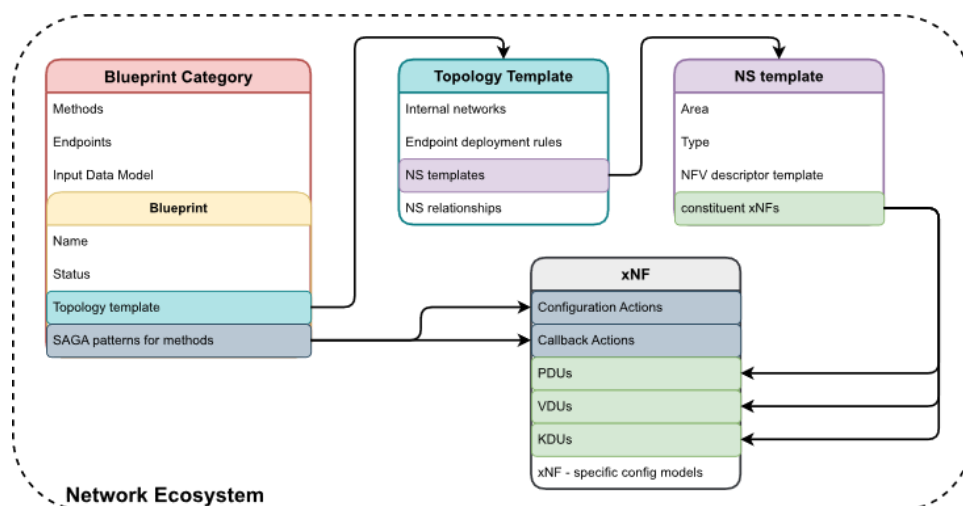 Blueprint Category
Methods
Endpoints
Input Data Model
Blueprint
Name
Status
Topology template
SAGA patterns for methods
Topology Template
Internal networks
Endpoint deployment rules
NS templates
NS relationships
NS template
Area
Type
NFV descriptor template
constituent xNFs
xNF
Configuration Actions
Callback Actions
PDUs
VDUs
KDUs
xNF - specific config models
Network Ecosystem